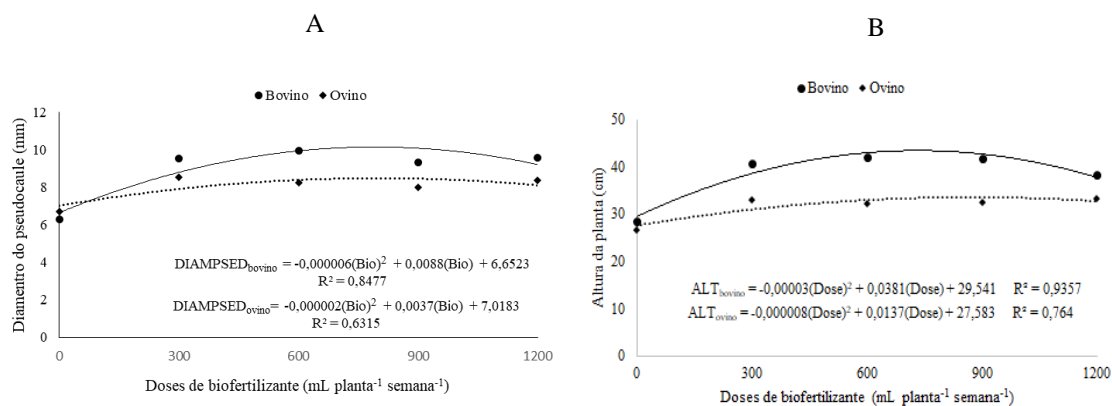 A
● Bovino ♦ Ovino
Diamentro do pseudocaule (mm)
12
10
8
6
4
2
0
DIAMPSED_bovino = -0,000006(Bio)² + 0,0088(Bio) + 6,6523
R² = 0,8477
DIAMPSED_ovino = -0,000002(Bio)² + 0,0037(Bio) + 7,0183
R² = 0,6315
0 300 600 900 1200
Doses de biofertilizante (mL planta⁻¹ semana⁻¹)
B
● Bovino ♦ Ovino
Altura da planta (cm)
50
40
30
20
10
0
ALT_bovino = -0,00003(Dose)² + 0,0381(Dose) + 29,541 R² = 0,9357
ALT_ovino = -0,000008(Dose)² + 0,0137(Dose) + 27,583 R² = 0,764
0 300 600 900 1200
Doses de biofertilizante (mL planta⁻¹ semana⁻¹)